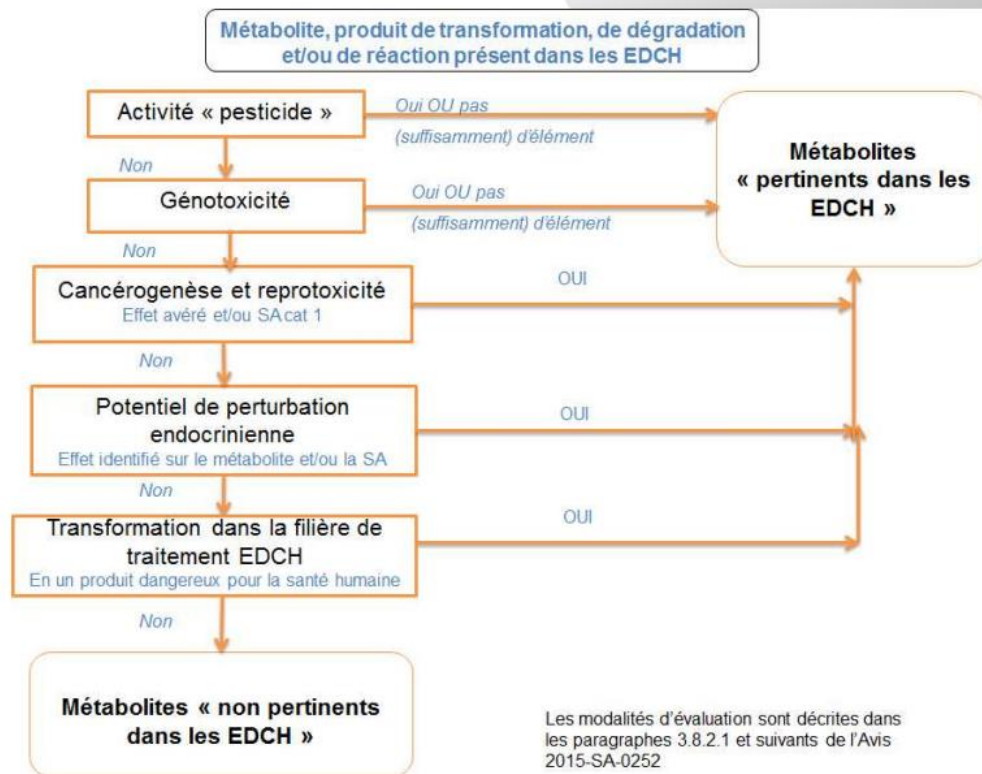 Métabolite, produit de transformation, de dégradation
et/ou de réaction présent dans les EDCH
Activité « pesticide »
Oui OU pas
(suffisamment) d'élément
Métabolites
« pertinents dans les
EDCH »
Non
Génotoxicité
Oui OU pas
(suffisamment) d'élément
Non
Cancérogenèse et reprotoxicité
Effet avéré et/ou SA cat 1
OUI
Non
Potentiel de perturbation
endocrinienne
Effet identifié sur le métabolite et/ou la SA
OUI
Non
Transformation dans la filière de
traitement EDCH
En un produit dangereux pour la santé humaine
OUI
Non
Métabolites « non pertinents
dans les EDCH »
Les modalités d'évaluation sont décrites dans
les paragraphes 3.8.2.1 et suivants de l'Avis
2015-SA-0252